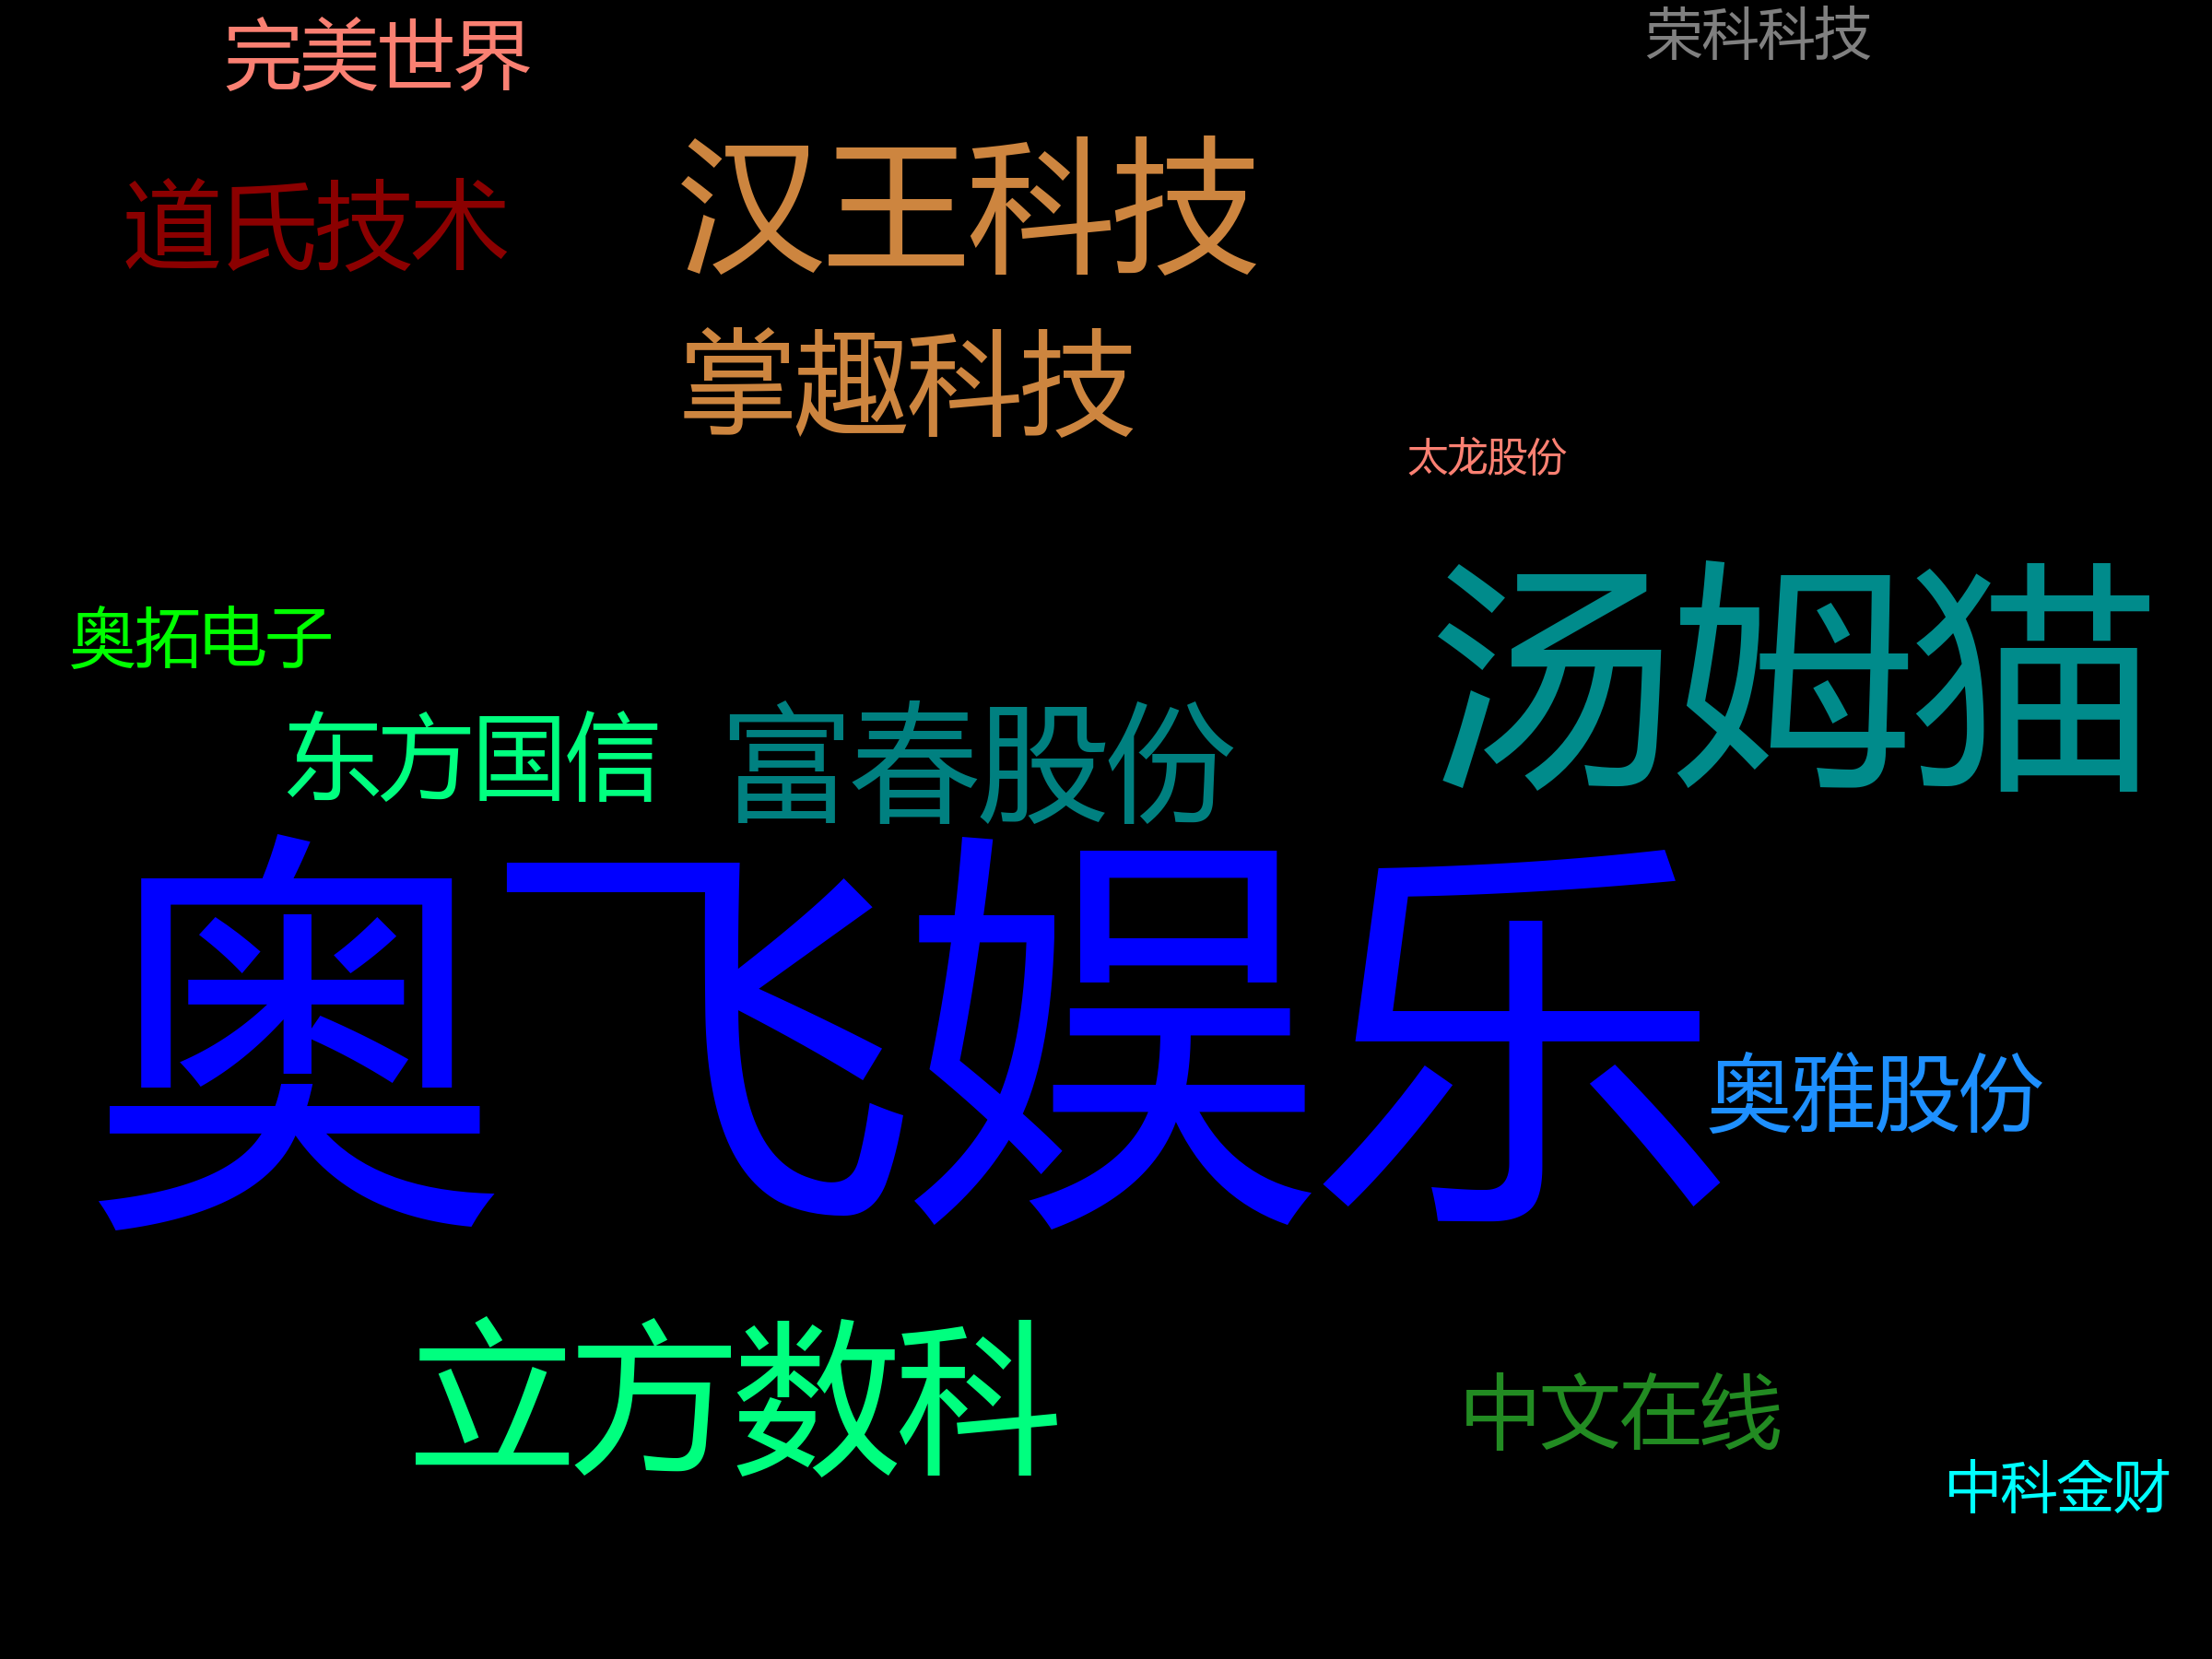 完美世界
荣科科技
道氏技术
汉王科技
掌趣科技
太龙股份
汤姆猫
奥拓电子
东方国信
富春股份
奥飞娱乐
奥雅股份
立方数科
中文在线
中科金财